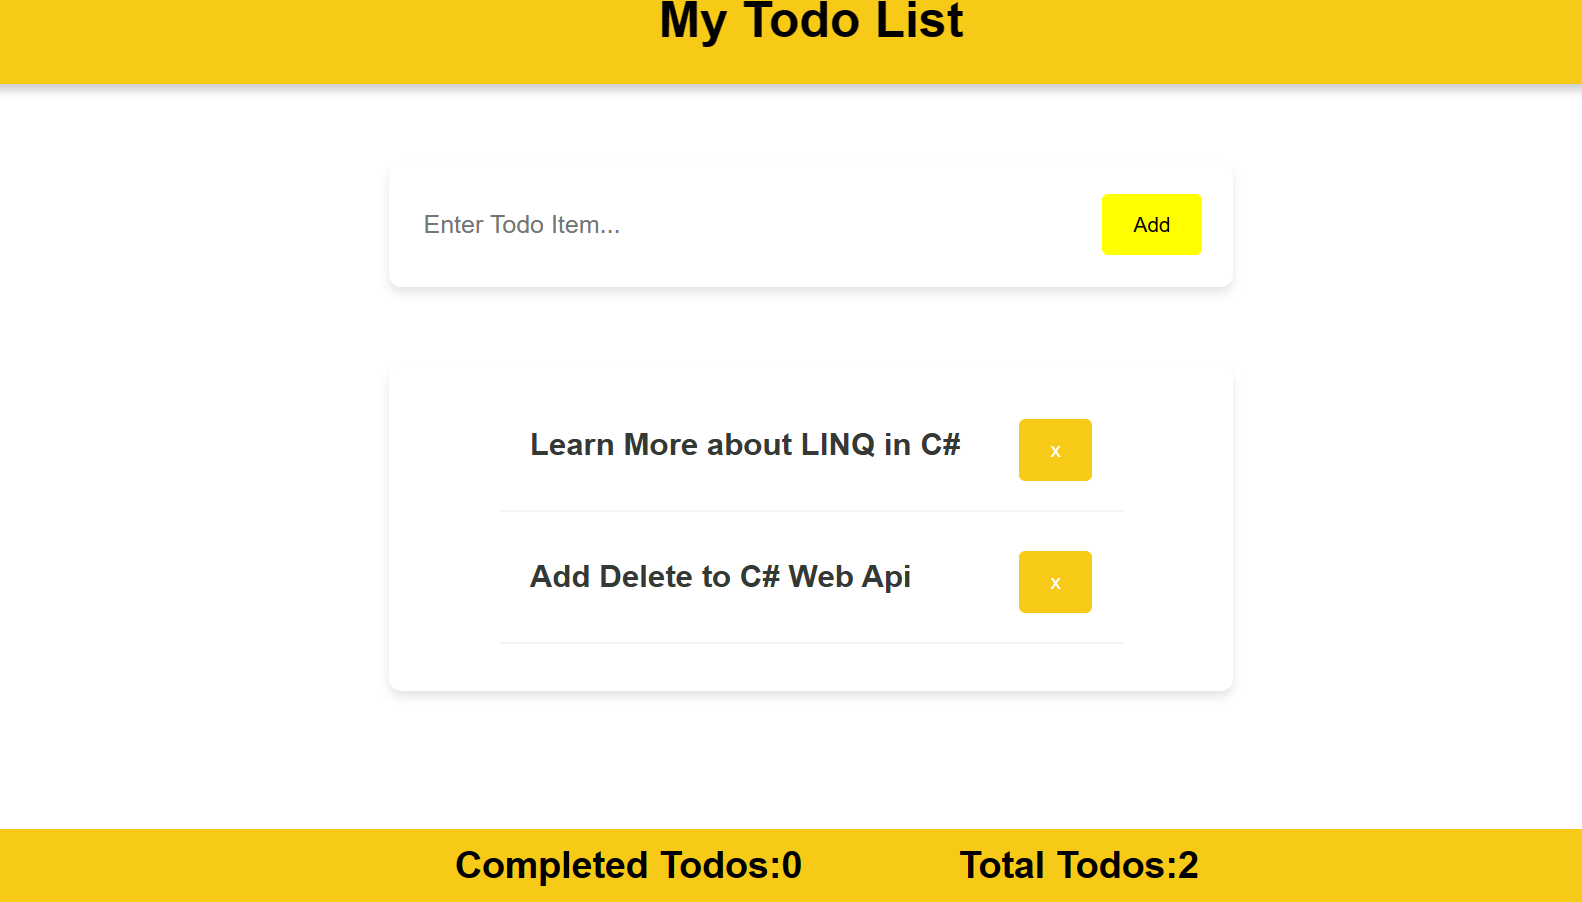 My Todo List
Enter Todo Item...
Add
Learn More about LINQ in C#
x
Add Delete to C# Web Api
x
Completed Todos:0
Total Todos:2